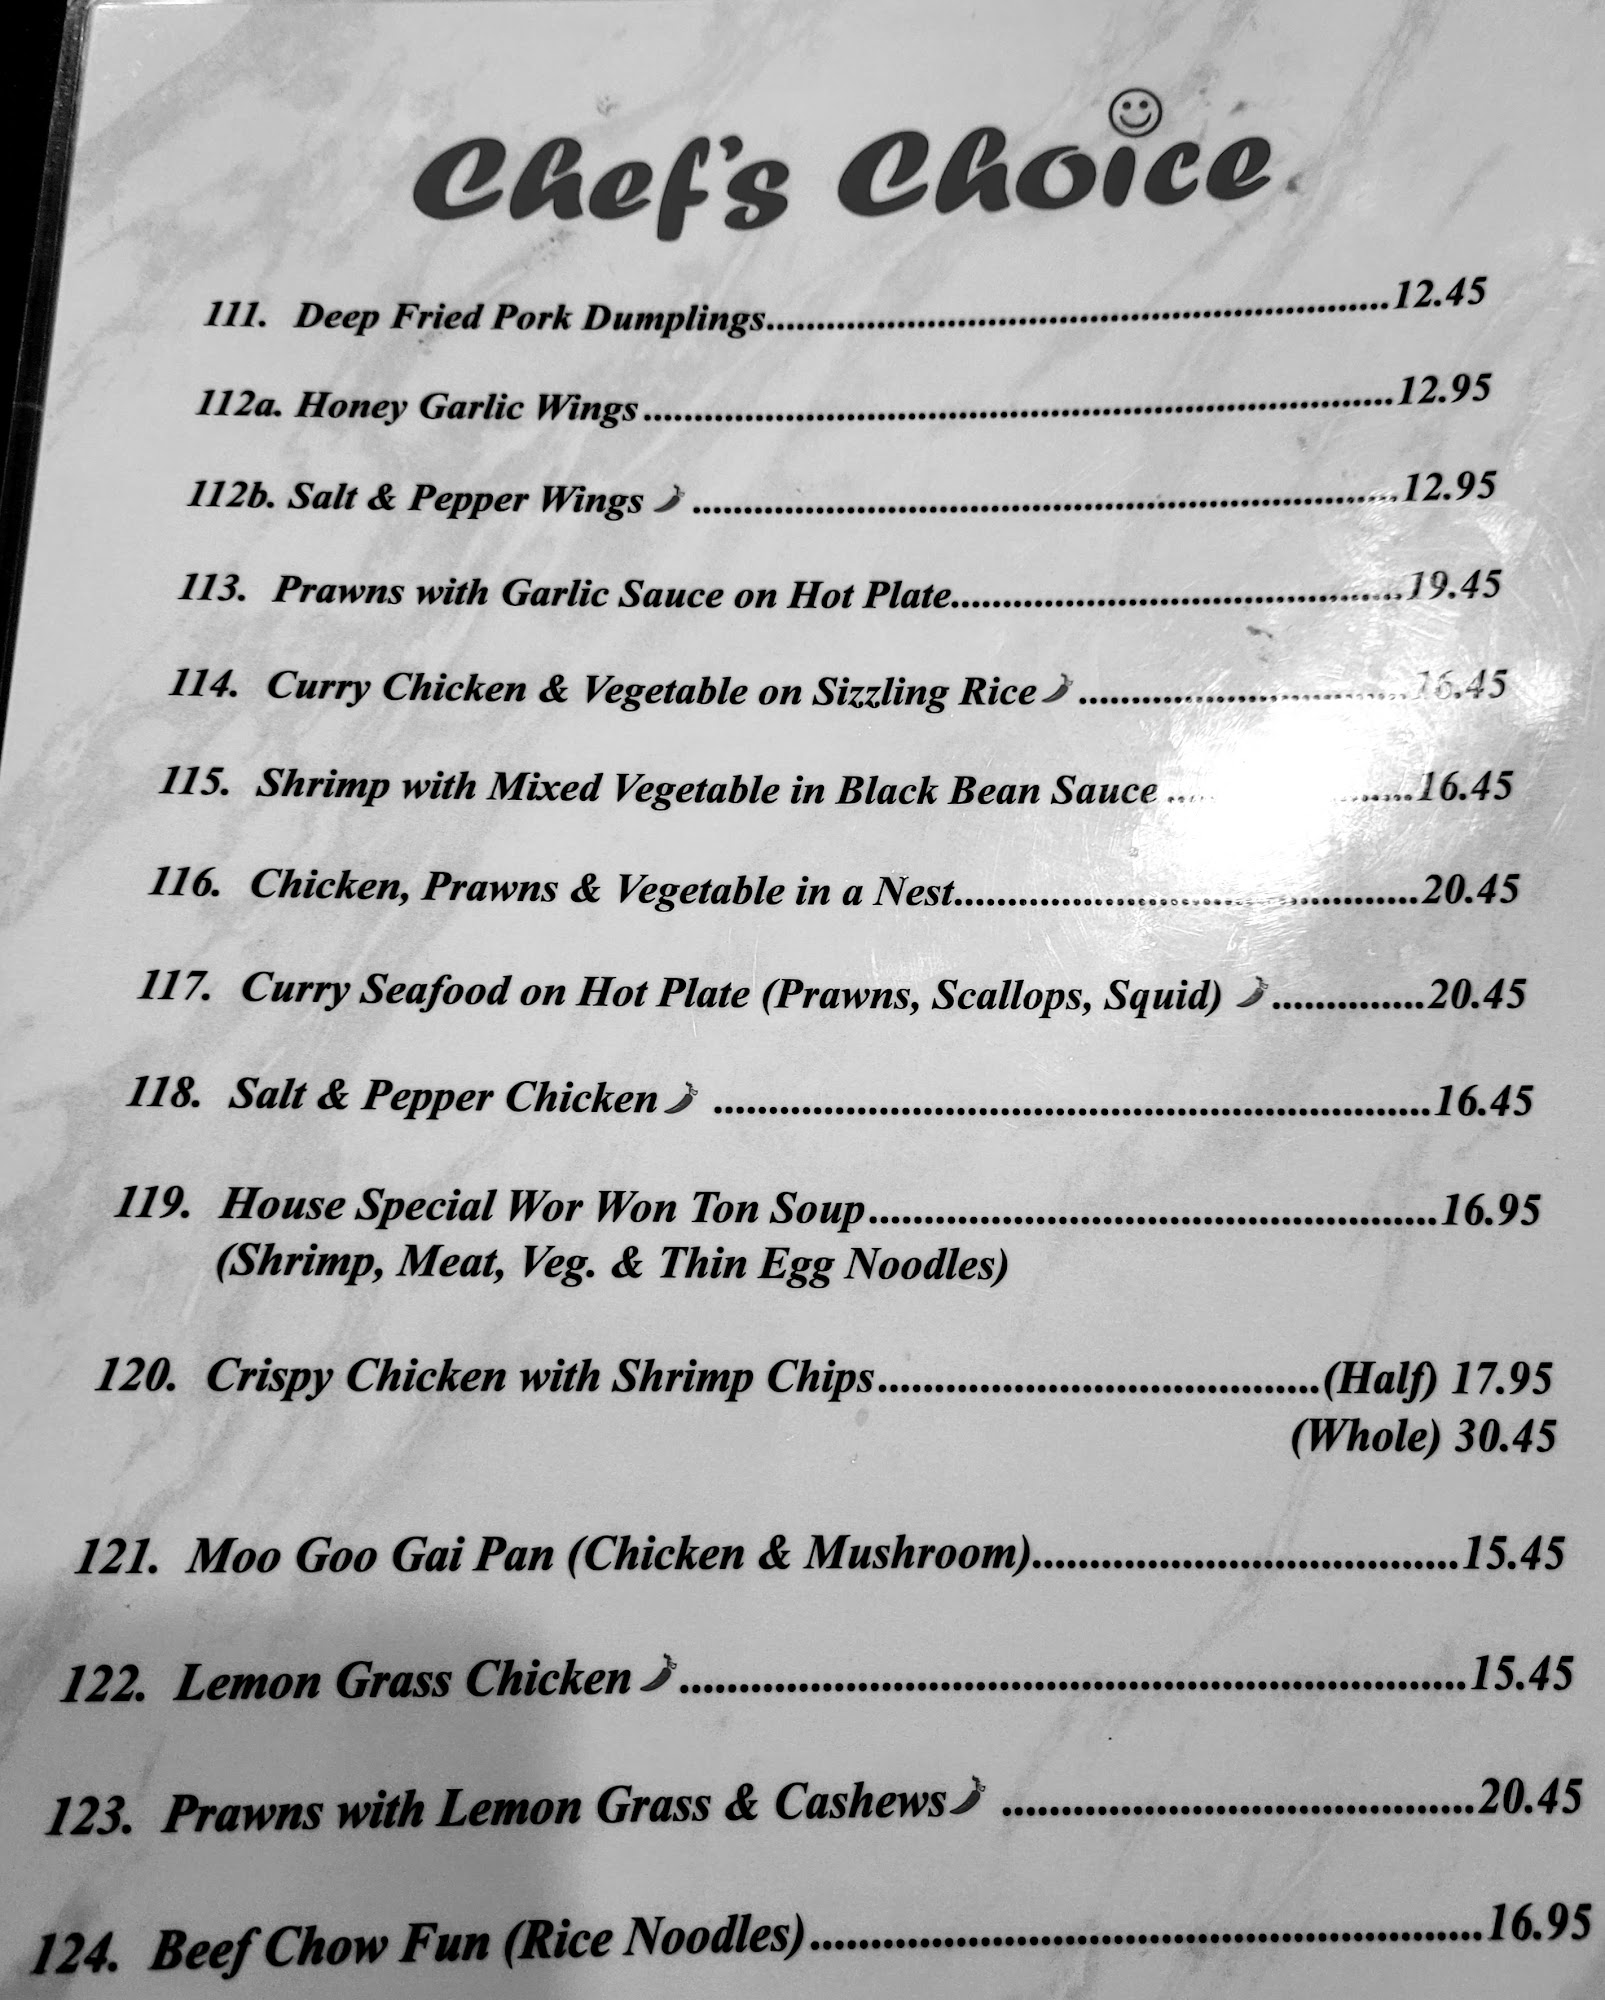 Chef's Choice
111. Deep Fried Pork Dumplings..............................................................12.45
112a. Honey Garlic Wings..........................................................................12.95
112b. Salt & Pepper Wings ......................................................................12.95
113. Prawns with Garlic Sauce on Hot Plate.............................................19.45
114. Curry Chicken & Vegetable on Sizzling Rice ................................16.45
115. Shrimp with Mixed Vegetable in Black Bean Sauce ........................16.45
116. Chicken, Prawns & Vegetable in a Nest.............................................20.45
117. Curry Seafood on Hot Plate (Prawns, Scallops, Squid) ..............20.45
118. Salt & Pepper Chicken ..................................................................16.45
119. House Special Wor Won Ton Soup..................................................16.95
(Shrimp, Meat, Veg. & Thin Egg Noodles)
120. Crispy Chicken with Shrimp Chips.......................................(Half) 17.95
(Whole) 30.45
121. Moo Goo Gai Pan (Chicken & Mushroom)....................................15.45
122. Lemon Grass Chicken .................................................................15.45
123. Prawns with Lemon Grass & Cashews .......................................20.45
124. Beef Chow Fun (Rice Noodles).......................................................16.95